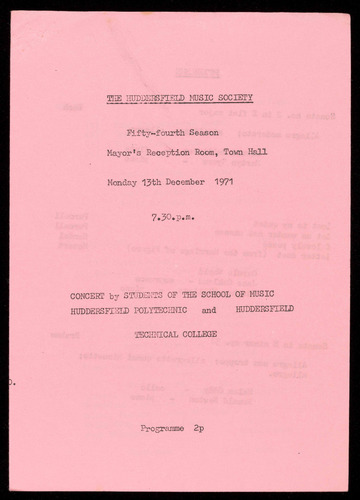 THE HUDDERSFIELD MUSIC SOCIETY
Fifty-fourth Season
Mayor's Reception Room, Town Hall
Monday 13th December 1971
7.30.p.m.
CONCERT by STUDENTS OF THE SCHOOL OF MUSIC
HUDDERSFIELD POLYTECHNIC and HUDDERSFIELD
TECHNICAL COLLEGE
Programme 2p